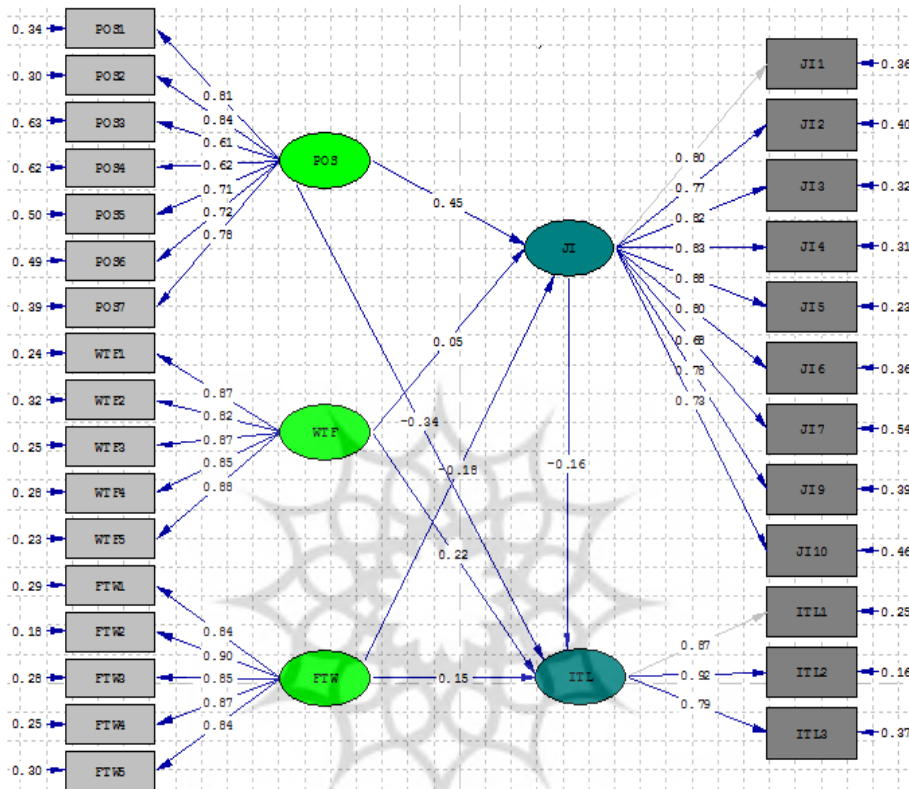 0.34 POS1
0.30 POS2
0.63 POS3
0.62 POS4
0.50 POS5
0.49 POS6
0.39 POS7
0.24 WTF1
0.32 WTF2
0.25 WTF3
0.28 WTF4
0.23 WTF5
0.29 FTW1
0.18 FTW2
0.28 FTW3
0.25 FTW4
0.30 FTW5
0.81
0.84
0.61
0.62
0.71
0.72
0.78
0.87
0.82
0.87
0.85
0.88
0.84
0.90
0.85
0.87
0.84
POS
WTF
FTW
0.45
0.05
-0.34
-0.18
-0.16
0.22
0.15
JI
ITL
0.80
0.77
0.82
0.83
0.88
0.80
0.68
0.78
0.73
0.87
0.92
0.79
JI1 0.36
JI2 0.40
JI3 0.32
JI4 0.31
JI5 0.23
JI6 0.36
JI7 0.54
JI9 0.39
JI10 0.46
ITL1 0.25
ITL2 0.16
ITL3 0.37